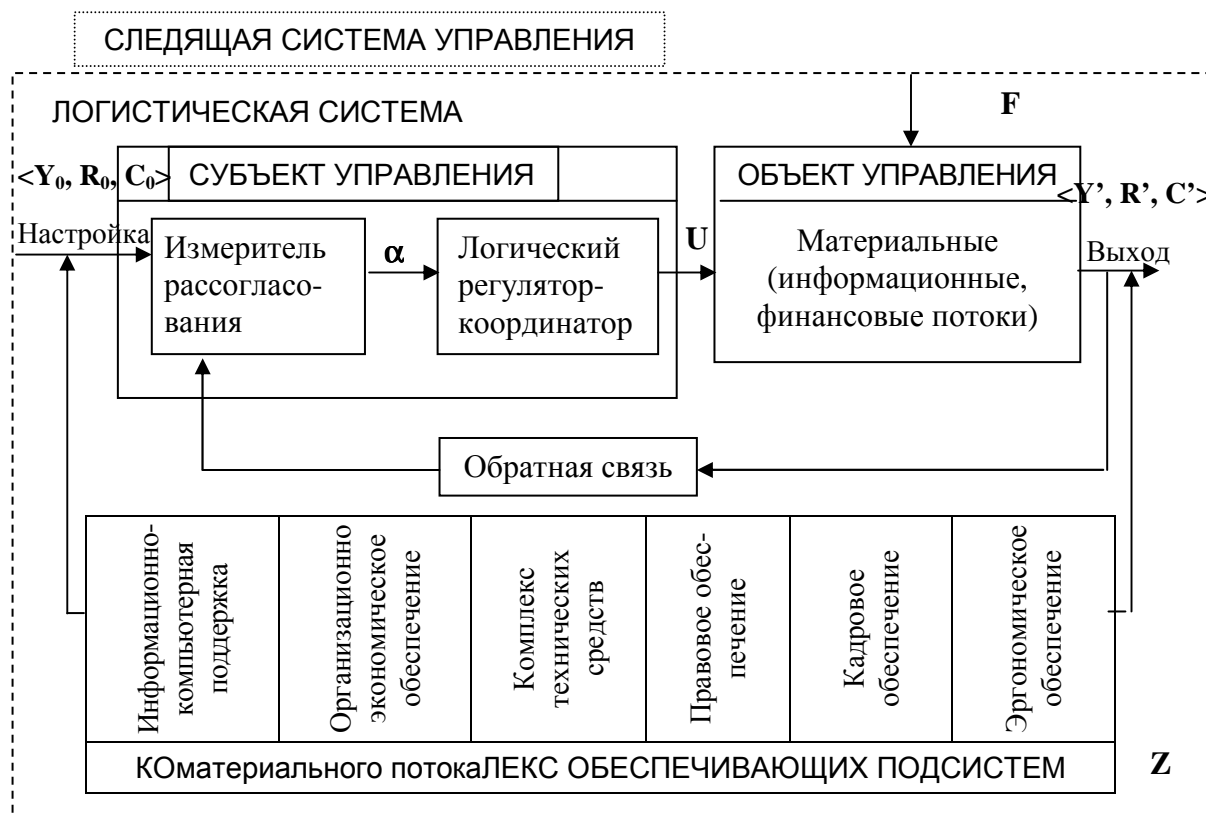 СЛЕДЯЩАЯ СИСТЕМА УПРАВЛЕНИЯ
ЛОГИСТИЧЕСКАЯ СИСТЕМА
F
<Y₀, R₀, C₀>
СУБЪЕКТ УПРАВЛЕНИЯ
ОБЪЕКТ УПРАВЛЕНИЯ
<Y’, R’, C’>
Настройка
Измеритель
рассогласо-
вания
α
Логический
регулятор-
координатор
U
Материальные
(информационные,
финансовые потоки)
Выход
Обратная связь
Информационно-
компьютерная
поддержка
Организационно
экономическое
обеспечение
Комплекс
технических
средств
Правовое обес-
печение
Кадровое
обеспечение
Эргономическое
обеспечение
КОматериального потокаЛЕКС ОБЕСПЕЧИВАЮЩИХ ПОДСИСТЕМ
Z